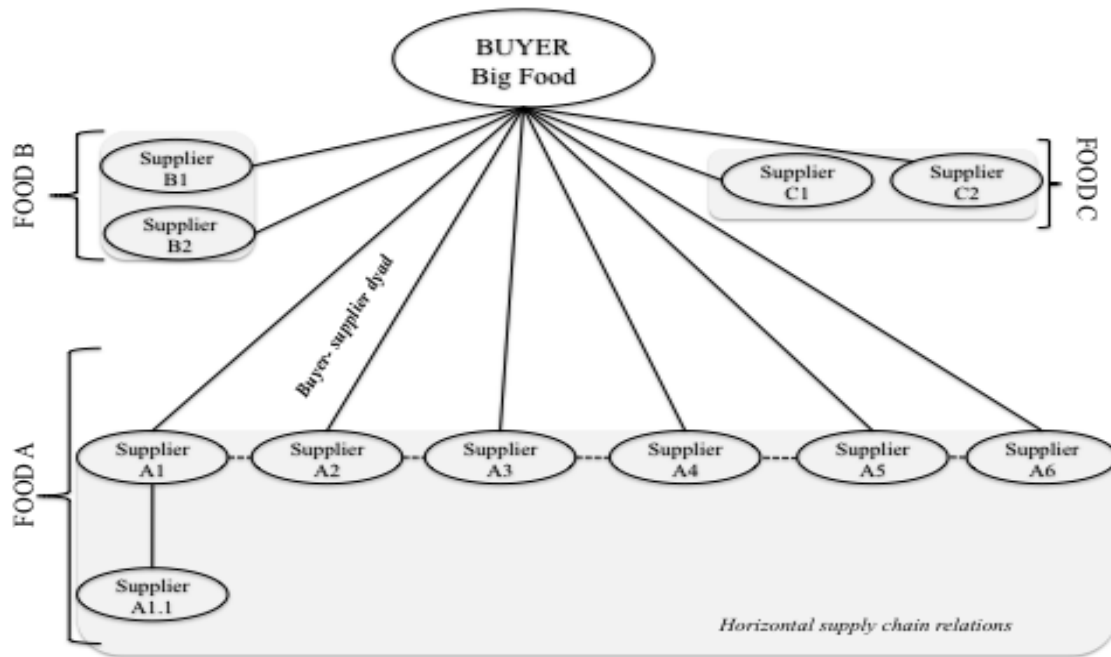 BUYER
Big Food
FOOD B
Supplier
B1
Supplier
B2
Supplier
C1
Supplier
C2
FOOD C
Buyer- supplier dyad
FOOD A
Supplier
A1
Supplier
A2
Supplier
A3
Supplier
A4
Supplier
A5
Supplier
A6
Supplier
A1.1
Horizontal supply chain relations